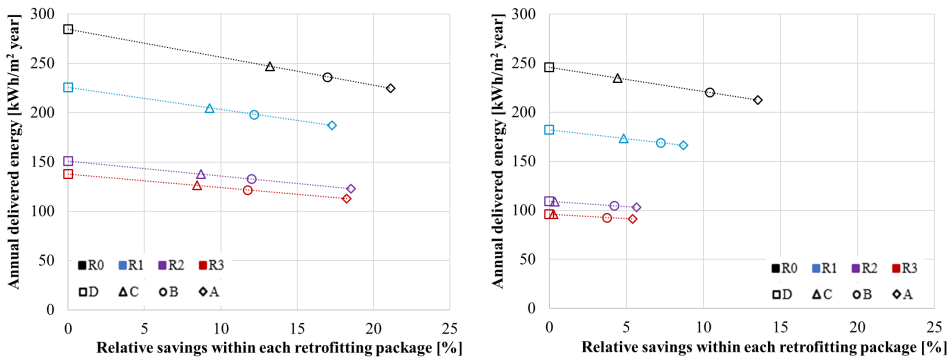 Annual delivered energy [kWh/m² year]
300
250
200
150
100
50
0
R0 R1 R2 R3
D C B A
0 5 10 15 20 25
Relative savings within each retrofitting package [%]
Annual delivered energy [kWh/m² year]
300
250
200
150
100
50
0
R0 R1 R2 R3
D C B A
0 5 10 15 20 25
Relative savings within each retrofitting package [%]